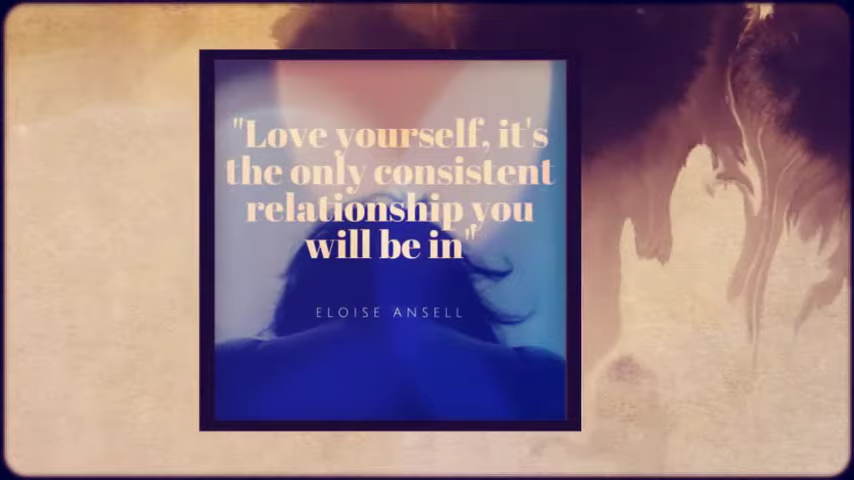 "Love yourself, it's
the only consistent
relationship you
will be in"
ELOISE ANSELL